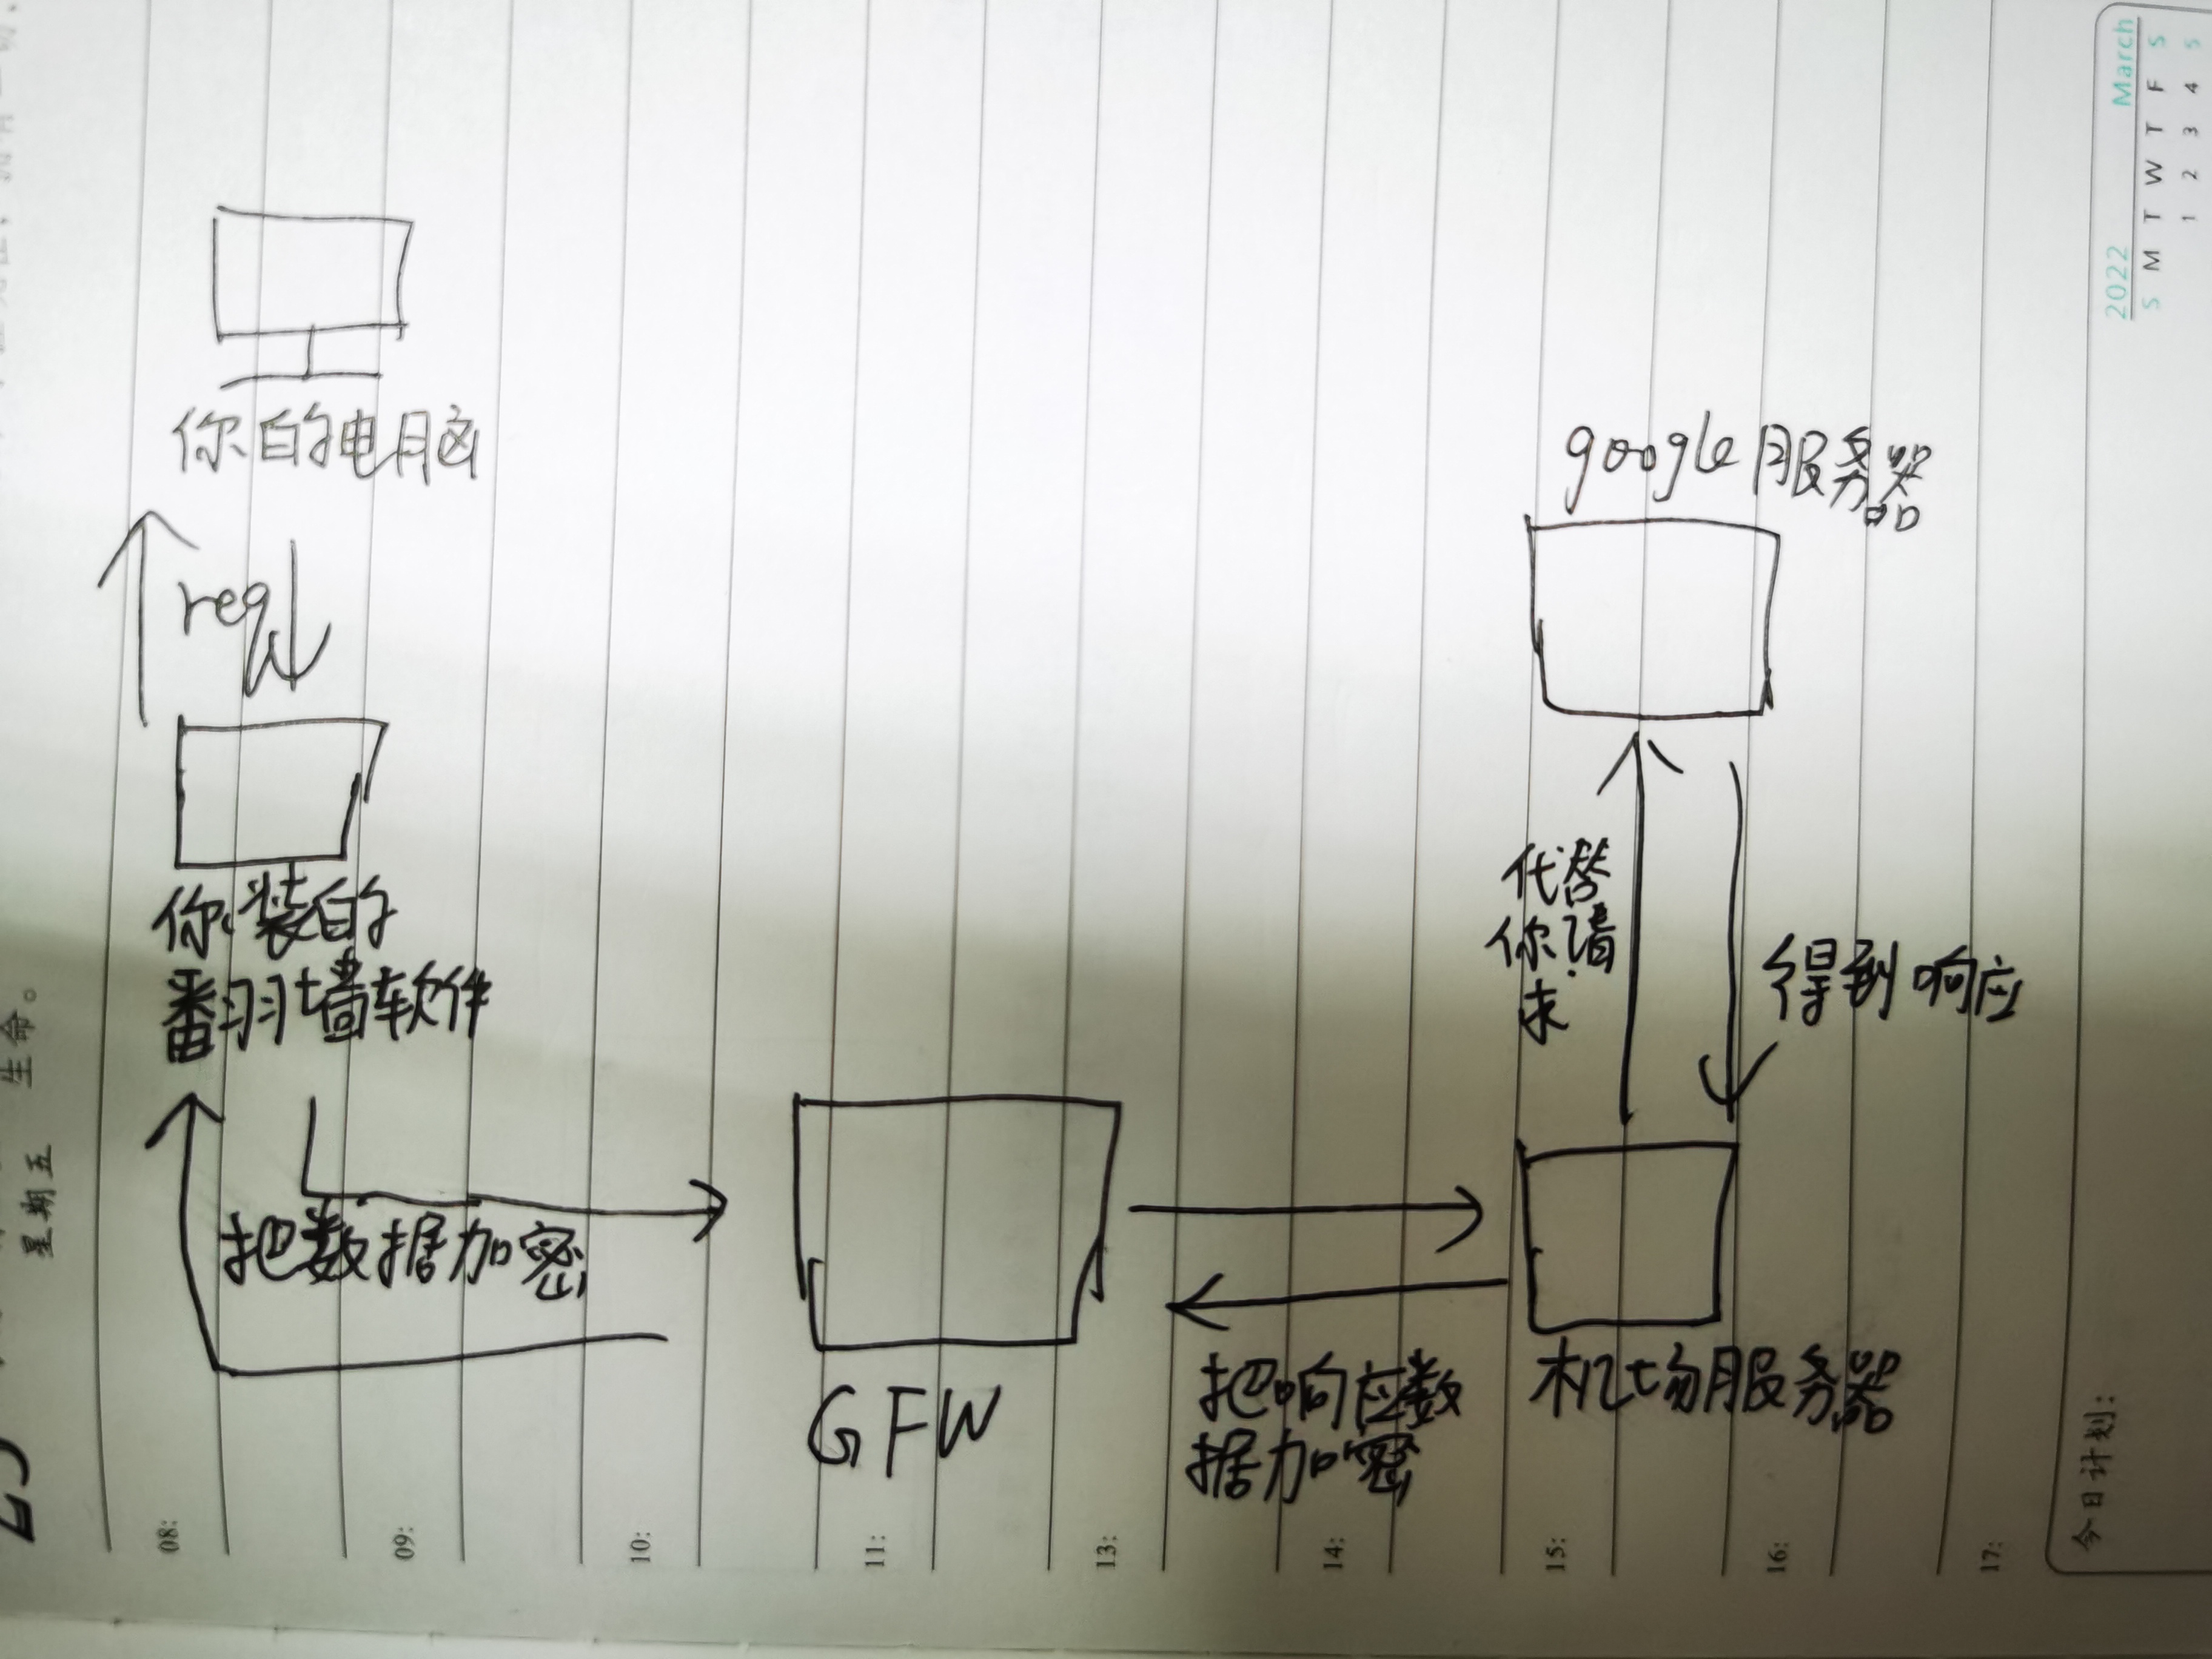 你的电脑
req
你装的
翻墙软件
把数据加密
GFW
把响应数
据加密
机场服务器
代替
你请
求
得到响应
google服务器
2022 March
S M T W T F S
1 2 3 4 5
08:
09:
10:
11:
13:
14:
15:
16:
17:
今日计划:
星期五
生命。